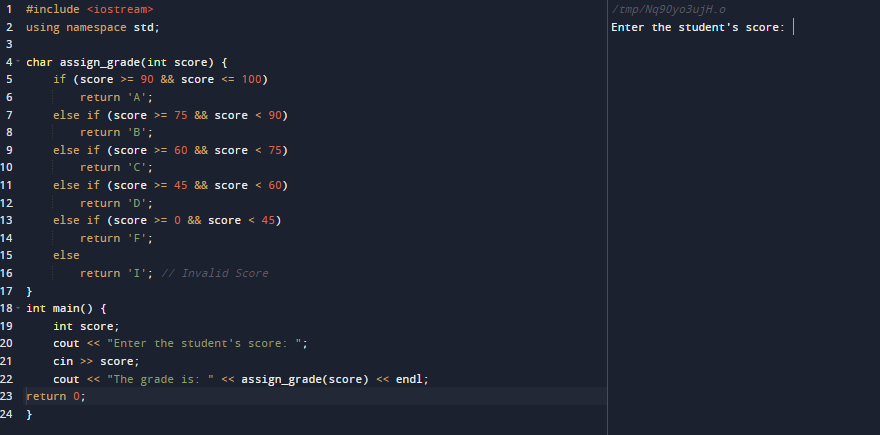 1 #include <iostream>
2 using namespace std;
3
4 char assign_grade(int score) {
5     if (score >= 90 && score <= 100)
6         return 'A';
7     else if (score >= 75 && score < 90)
8         return 'B';
9     else if (score >= 60 && score < 75)
10         return 'C';
11     else if (score >= 45 && score < 60)
12         return 'D';
13     else if (score >= 0 && score < 45)
14         return 'F';
15     else
16         return 'I'; // Invalid Score
17 }
18 int main() {
19     int score;
20     cout << "Enter the student's score: ";
21     cin >> score;
22     cout << "The grade is: " << assign_grade(score) << endl;
23 return 0;
24 }
/tmp/Nq9Oyo3ujH.o
Enter the student's score: